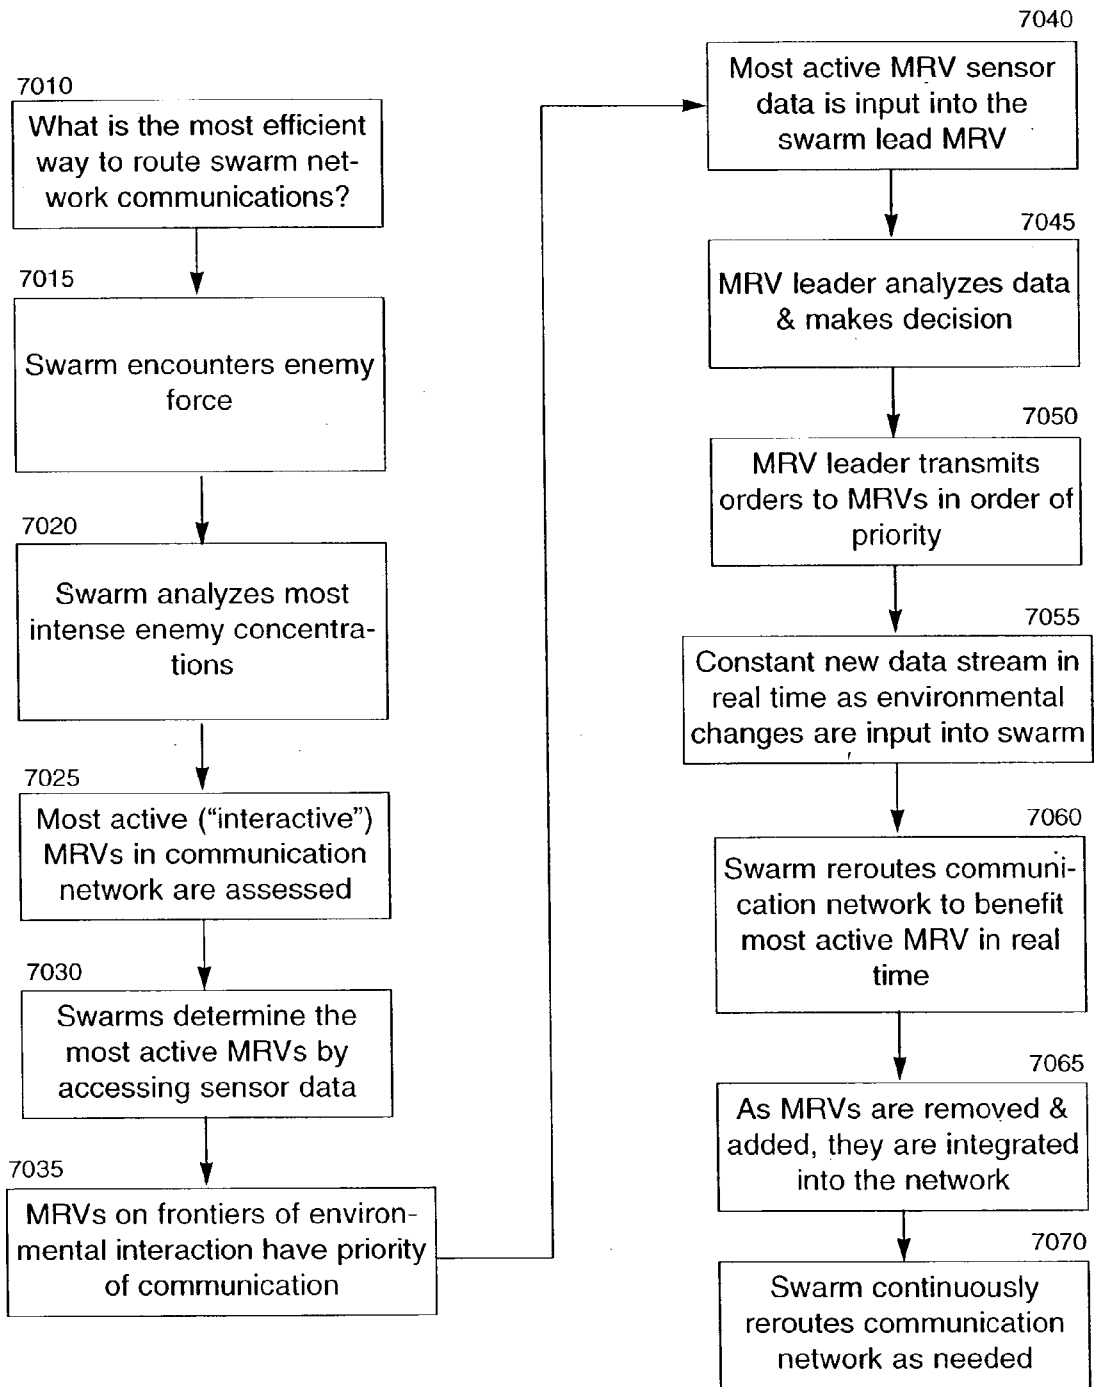 7010
What is the most efficient
way to route swarm net-
work communications?
7015
Swarm encounters enemy
force
7020
Swarm analyzes most
intense enemy concentra-
tions
7025
Most active (“interactive”)
MRVs in communication
network are assessed
7030
Swarms determine the
most active MRVs by
accessing sensor data
7035
MRVs on frontiers of environ-
mental interaction have priority
of communication
7040
Most active MRV sensor
data is input into the
swarm lead MRV
7045
MRV leader analyzes data
& makes decision
7050
MRV leader transmits
orders to MRVs in order of
priority
7055
Constant new data stream in
real time as environmental
changes are input into swarm
7060
Swarm reroutes communi-
cation network to benefit
most active MRV in real
time
7065
As MRVs are removed &
added, they are integrated
into the network
7070
Swarm continuously
reroutes communication
network as needed